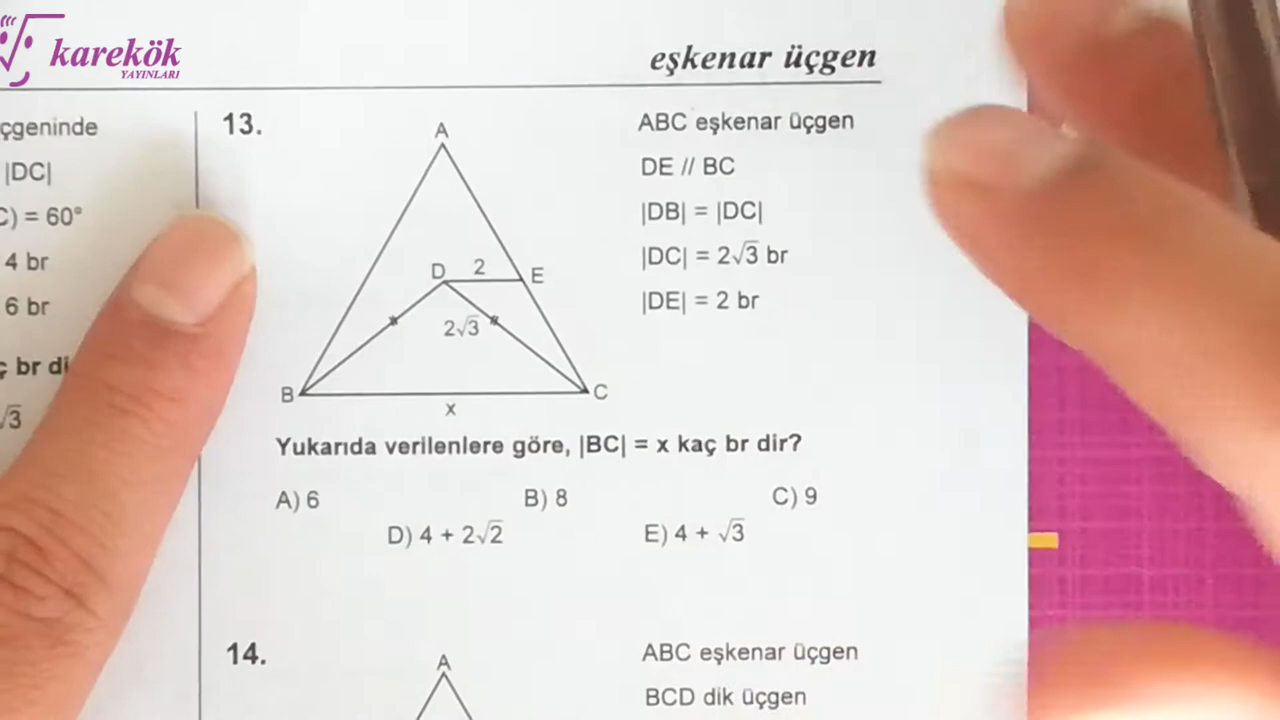 karekök
YAYINLARI
eşkenar üçgen
çgeninde
|DC|
C) = 60°
4 br
6 br
ç br di
√3
13.
ABC eşkenar üçgen
DE // BC
|DB| = |DC|
|DC| = 2√3 br
|DE| = 2 br
A
D 2 E
2√3
B C
x
Yukarıda verilenlere göre, |BC| = x kaç br dir?
A) 6 B) 8 C) 9
D) 4 + 2√2 E) 4 + √3
14.
ABC eşkenar üçgen
BCD dik üçgen
A